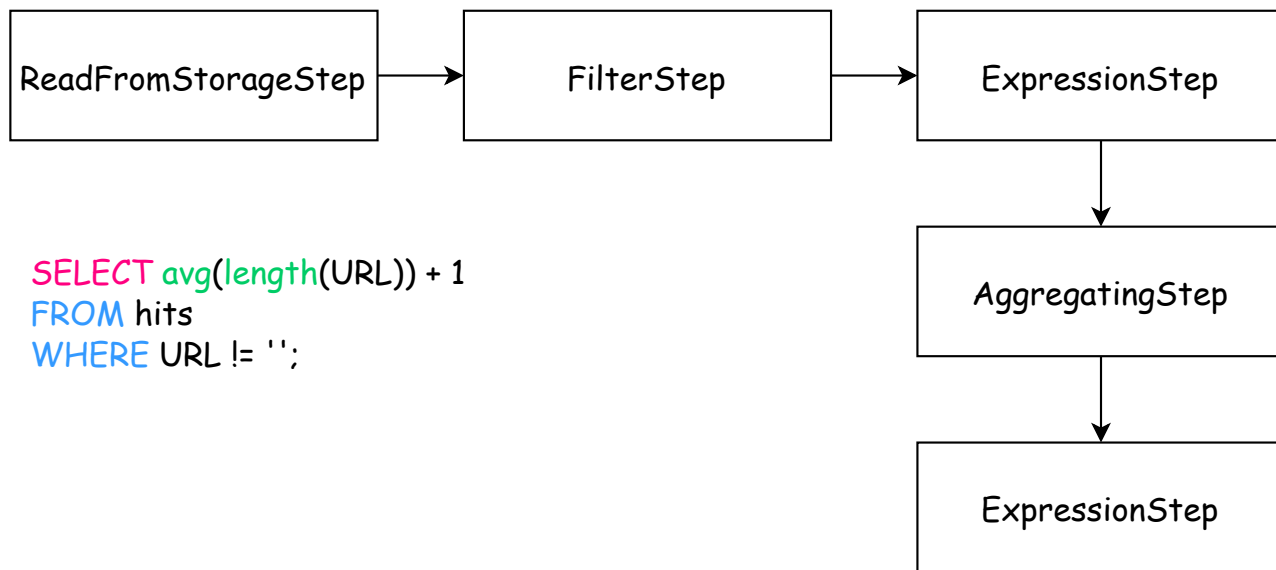 ReadFromStorageStep
FilterStep
ExpressionStep
SELECT avg(length(URL)) + 1
FROM hits
WHERE URL != '';
AggregatingStep
ExpressionStep